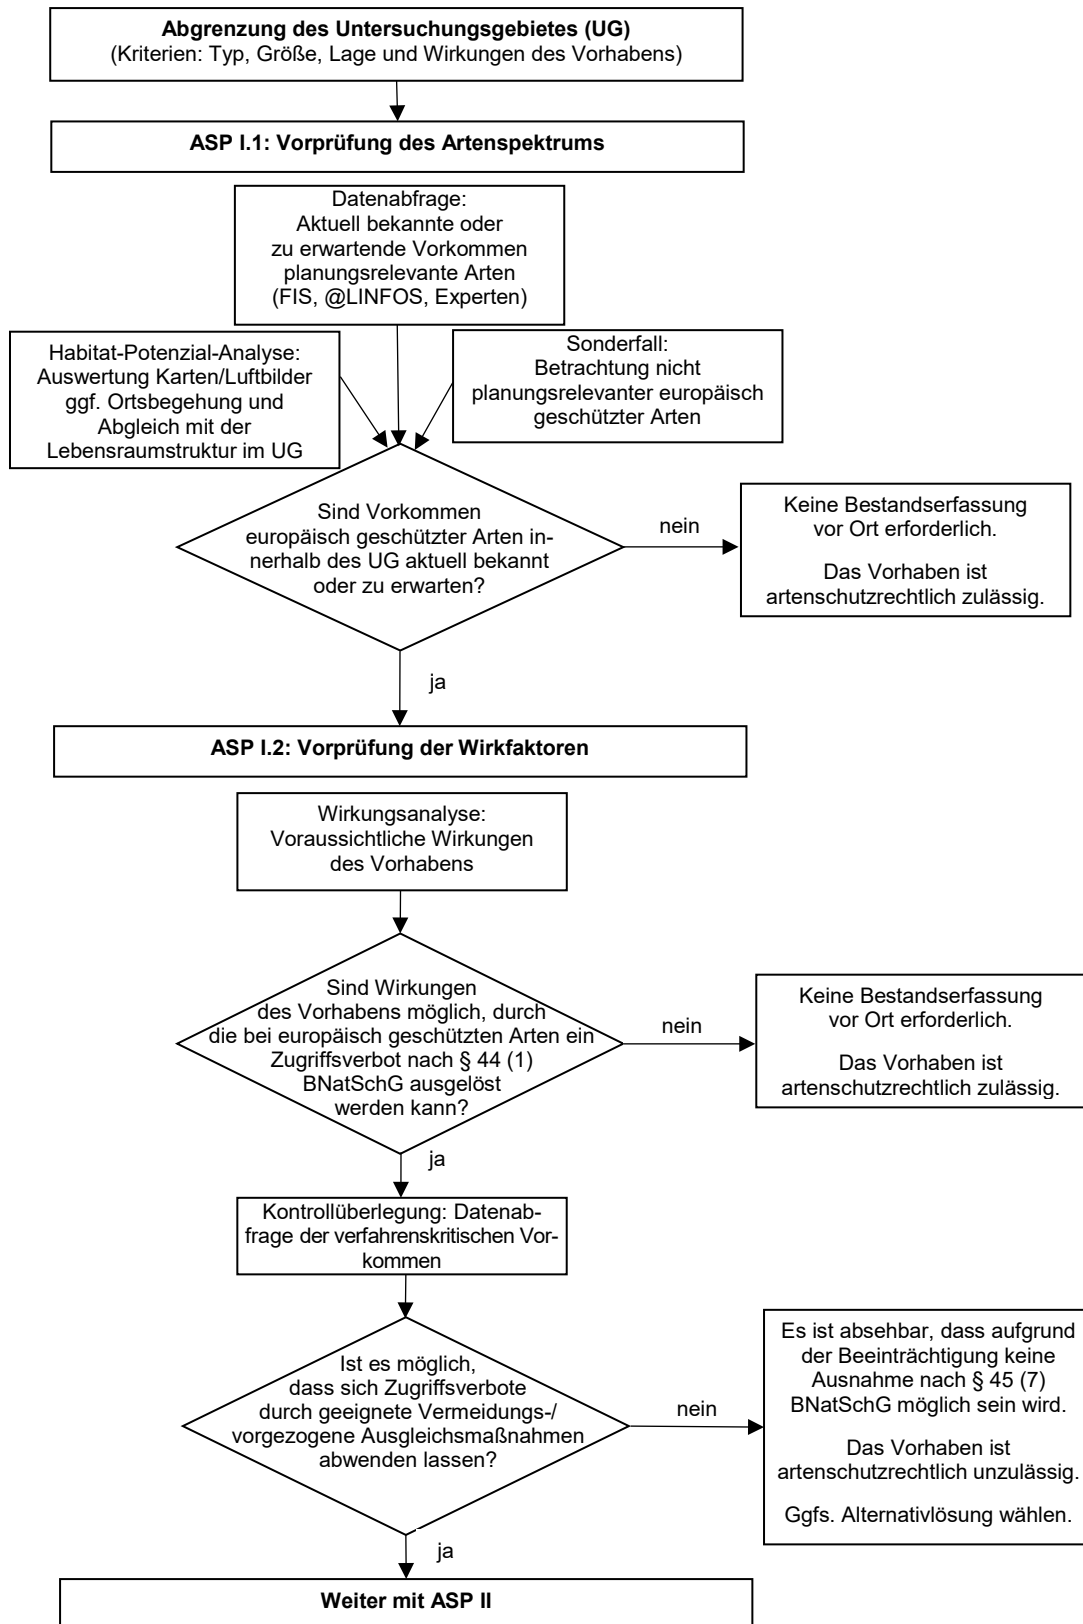 Abgrenzung des Untersuchungsgebietes (UG)
(Kriterien: Typ, Größe, Lage und Wirkungen des Vorhabens)
ASP I.1: Vorprüfung des Artenspektrums
Datenabfrage:
Aktuell bekannte oder
zu erwartende Vorkommen
planungsrelevante Arten
(FIS, @LINFOS, Experten)
Habitat-Potenzial-Analyse:
Auswertung Karten/Luftbilder
ggf. Ortsbegehung und
Abgleich mit der
Lebensraumstruktur im UG
Sonderfall:
Betrachtung nicht
planungsrelevanter europäisch
geschützter Arten
Sind Vorkommen
europäisch geschützter Arten in-
nerhalb des UG aktuell bekannt
oder zu erwarten?
nein
Keine Bestandserfassung
vor Ort erforderlich.
Das Vorhaben ist
artenschutzrechtlich zulässig.
ja
ASP I.2: Vorprüfung der Wirkfaktoren
Wirkungsanalyse:
Voraussichtliche Wirkungen
des Vorhabens
Sind Wirkungen
des Vorhabens möglich, durch
die bei europäisch geschützten Arten ein
Zugriffsverbot nach § 44 (1)
BNatSchG ausgelöst
werden kann?
nein
Keine Bestandserfassung
vor Ort erforderlich.
Das Vorhaben ist
artenschutzrechtlich zulässig.
ja
Kontrollüberlegung: Datenab-
frage der verfahrenskritischen Vor-
kommen
Ist es möglich,
dass sich Zugriffsverbote
durch geeignete Vermeidungs-/
vorgezogene Ausgleichsmaßnahmen
abwenden lassen?
nein
Es ist absehbar, dass aufgrund
der Beeinträchtigung keine
Ausnahme nach § 45 (7)
BNatSchG möglich sein wird.
Das Vorhaben ist
artenschutzrechtlich unzulässig.
Ggfs. Alternativlösung wählen.
ja
Weiter mit ASP II